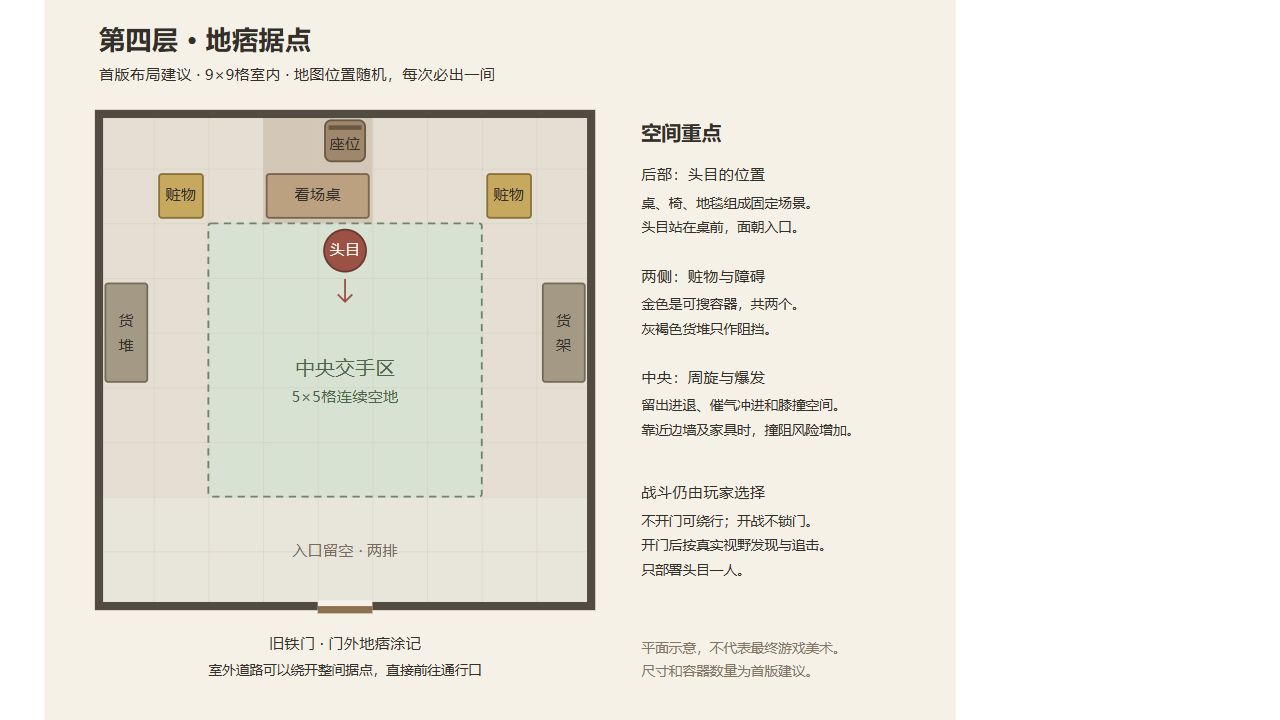 第四层·地痞据点
首版布局建议 · 9×9格室内 · 地图位置随机，每次必出一间
座位
赃物
看场桌
赃物
头目
货
堆
货
架
中央交手区
5×5格连续空地
入口留空 · 两排
旧铁门 · 门外地痞涂记
室外道路可以绕开整间据点，直接前往通行口
空间重点
后部：头目的位置
桌、椅、地毯组成固定场景。
头目站在桌前，面朝入口。
两侧：赃物与障碍
金色是可搜容器，共两个。
灰褐色货堆只作阻挡。
中央：周旋与爆发
留出进退、催气冲进和膝撞空间。
靠近边墙及家具时，撞阻风险增加。
战斗仍由玩家选择
不开门可绕行；开战不锁门。
开门后按真实视野发现与追击。
只部署头目一人。
平面示意，不代表最终游戏美术。
尺寸和容器数量为首版建议。